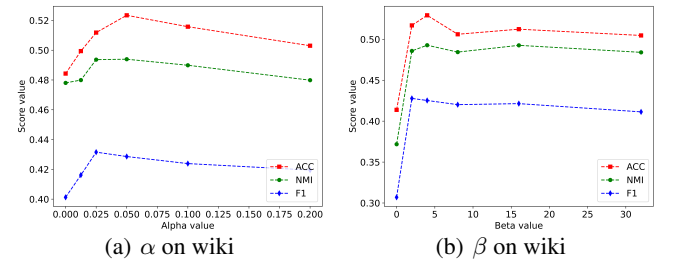 0.52
0.50
0.48
0.46
0.44
0.42
0.40
Score value
0.000 0.025 0.050 0.075 0.100 0.125 0.150 0.175 0.200
Alpha value
ACC
NMI
F1
(a) α on wiki
0.50
0.45
0.40
0.35
0.30
Score value
0 5 10 15 20 25 30
Beta value
ACC
NMI
F1
(b) β on wiki